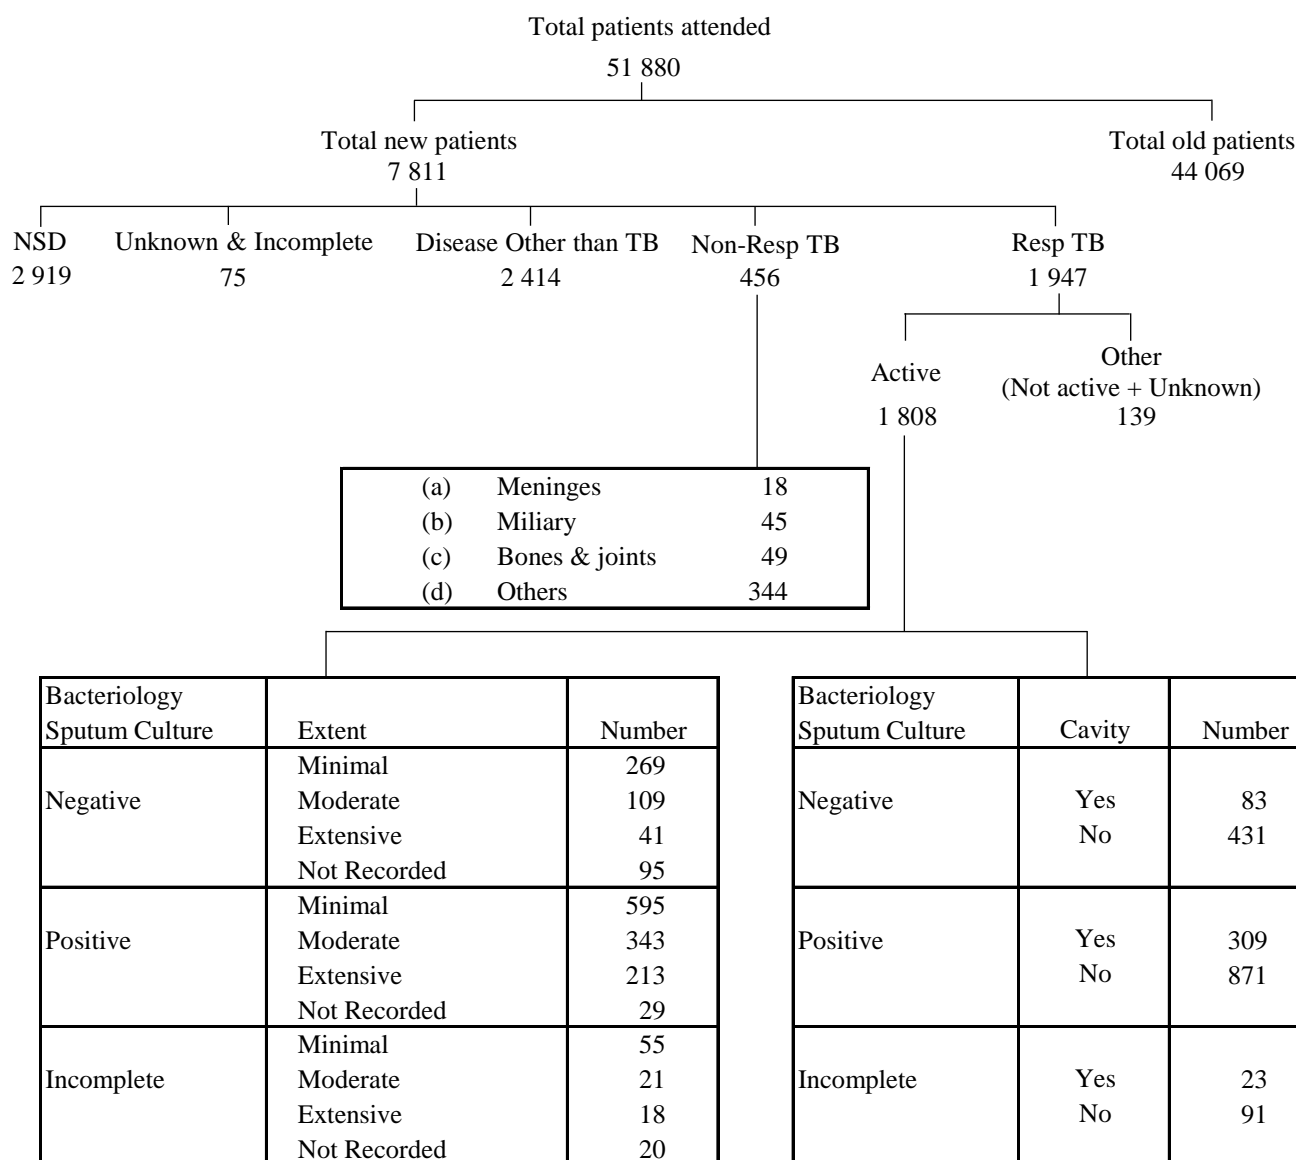 Total patients attended
51 880
Total new patients
7 811
Total old patients
44 069
NSD
2 919
Unknown & Incomplete
75
Disease Other than TB
2 414
Non-Resp TB
456
Resp TB
1 947
Active
1 808
Other
(Not active + Unknown)
139
(a) Meninges 18
(b) Miliary 45
(c) Bones & joints 49
(d) Others 344
Bacteriology
Sputum Culture Extent Number
Minimal 269
Negative Moderate 109
Extensive 41
Not Recorded 95
Minimal 595
Positive Moderate 343
Extensive 213
Not Recorded 29
Minimal 55
Incomplete Moderate 21
Extensive 18
Not Recorded 20
Bacteriology
Sputum Culture Cavity Number
Negative Yes 83
No 431
Positive Yes 309
No 871
Incomplete Yes 23
No 91